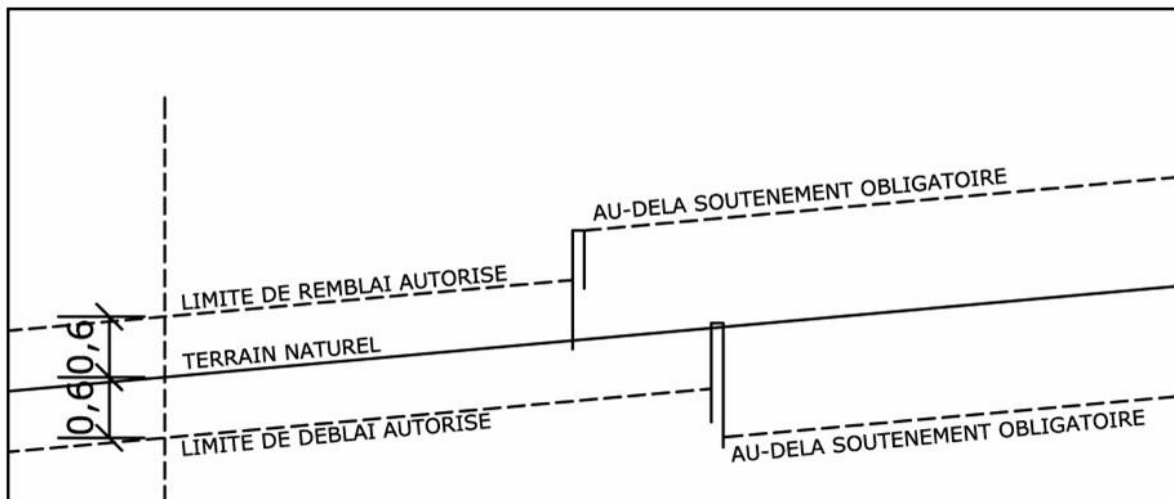 AU-DELA SOUTENEMENT OBLIGATOIRE
LIMITE DE REMBLAI AUTORISE
0,6
TERRAIN NATUREL
0,6
LIMITE DE DEBLAI AUTORISE
AU-DELA SOUTENEMENT OBLIGATOIRE